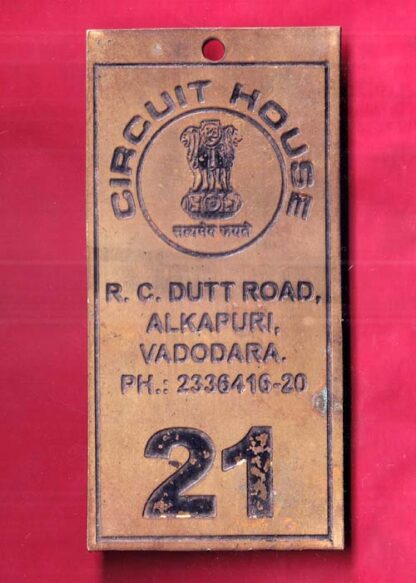 CIRCUIT HOUSE
सत्यमेव जयते
R. C. DUTT ROAD,
ALKAPURI,
VADODARA.
PH.: 2336416-20
21